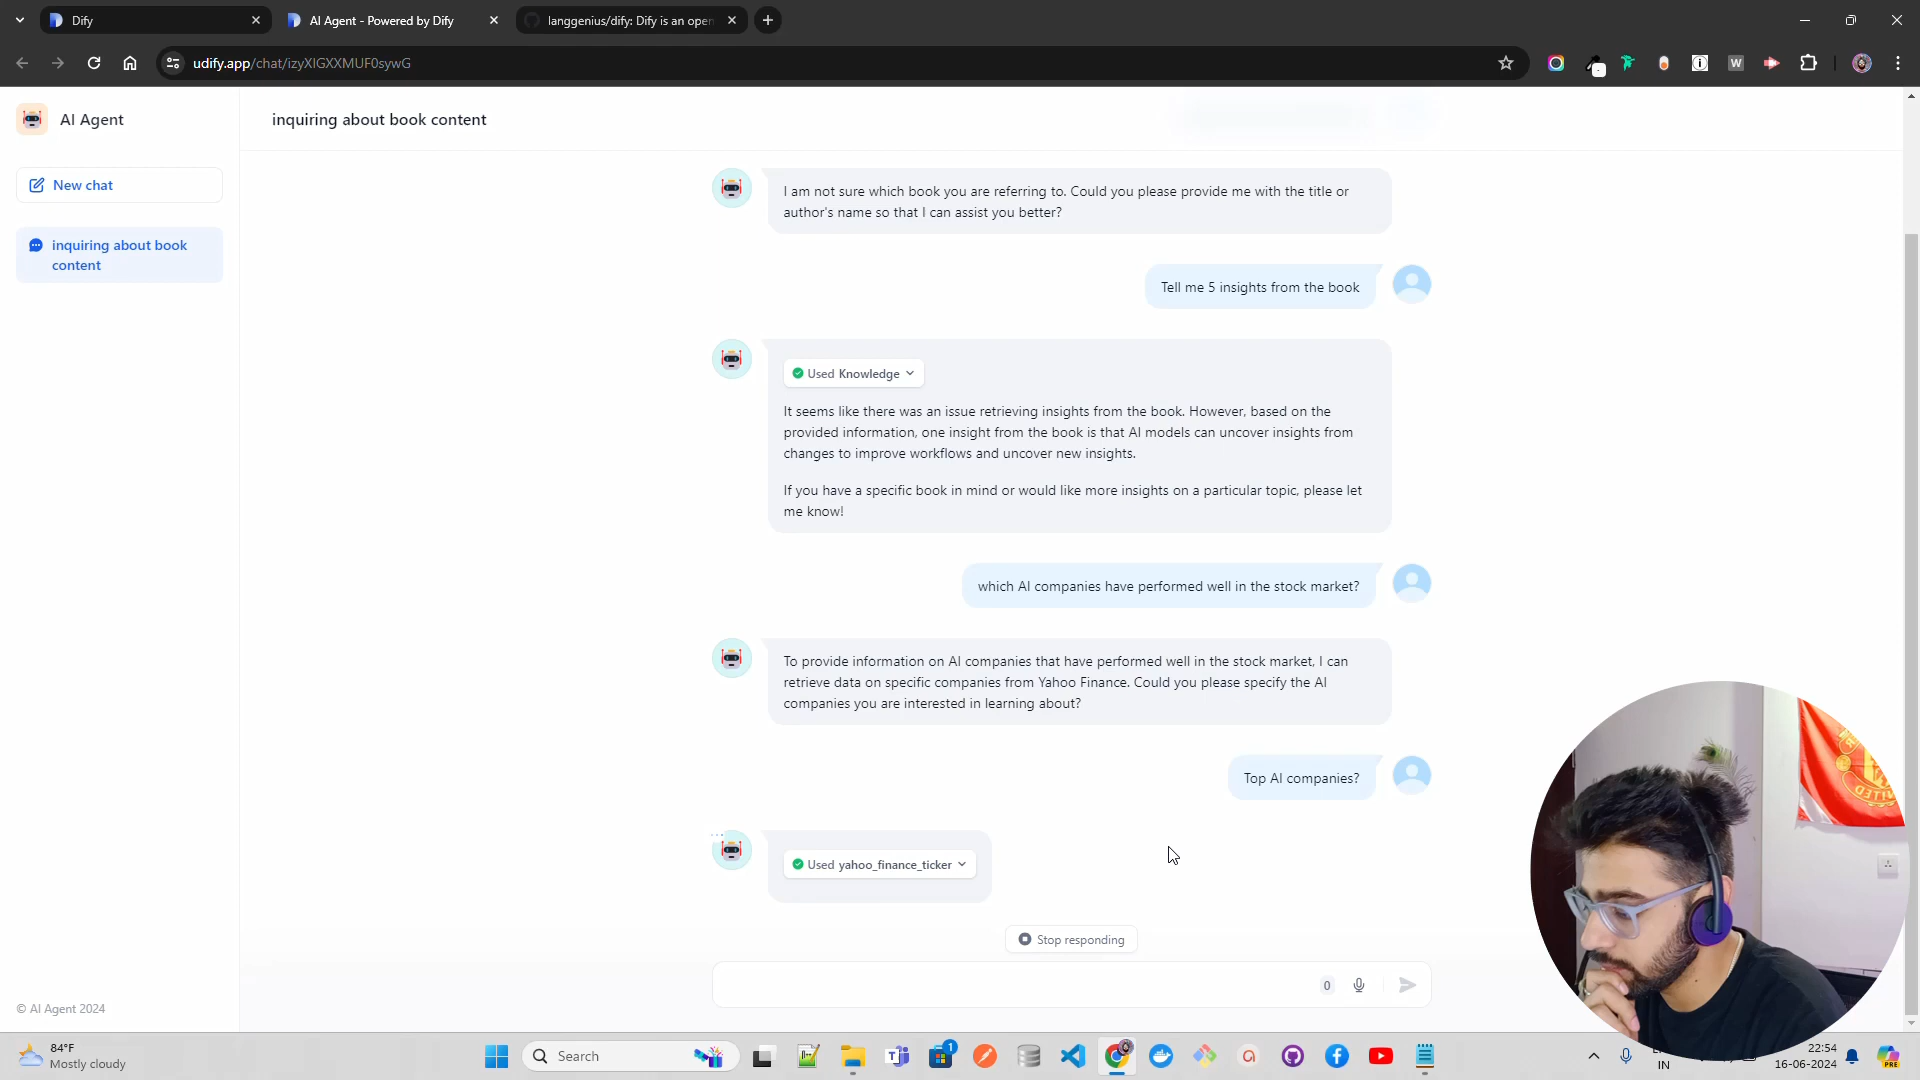 Dify
AI Agent - Powered by Dify
langgenius/dify: Dify is an open
udify.app/chat/izyXIGXXMUF0sywG
AI Agent
inquiring about book content
New chat
inquiring about book
content
I am not sure which book you are referring to. Could you please provide me with the title or
author's name so that I can assist you better?
Tell me 5 insights from the book
Used Knowledge
It seems like there was an issue retrieving insights from the book. However, based on the
provided information, one insight from the book is that AI models can uncover insights from
changes to improve workflows and uncover new insights.
If you have a specific book in mind or would like more insights on a particular topic, please let
me know!
which AI companies have performed well in the stock market?
To provide information on AI companies that have performed well in the stock market, I can
retrieve data on specific companies from Yahoo Finance. Could you please specify the AI
companies you are interested in learning about?
Top AI companies?
Used yahoo_finance_ticker
Stop responding
0
© AI Agent 2024
84°F
Mostly cloudy
Search
1
IN
22:54
16-06-2024
PRE
UNITED